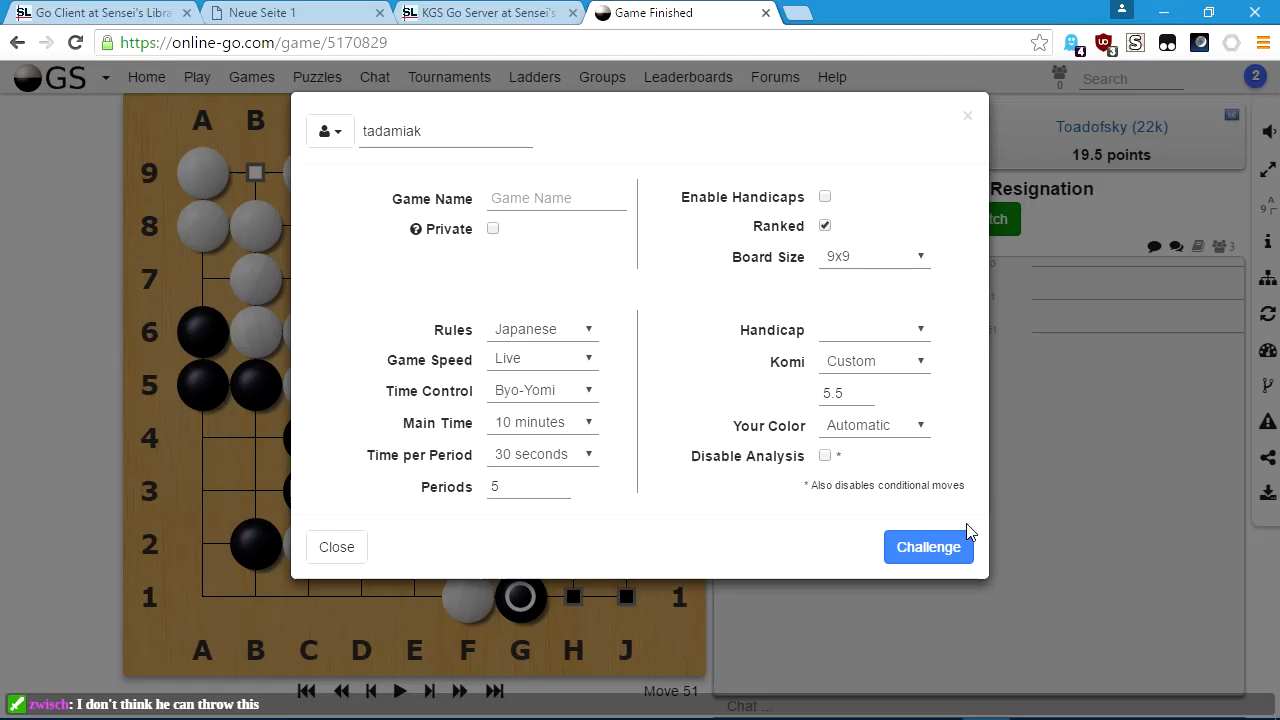 Go Client at Sensei's Libra
Neue Seite 1
KGS Go Server at Sensei's
Game Finished
https://online-go.com/game/5170829
4
3
GS
Home Play Games Puzzles Chat Tournaments Ladders Groups Leaderboards Forums Help
0
Search
2
A B
9
8
7
6
5
4
3
2
1
1
A B C D E F G H J
Move 51
tadamiak
×
Game Name
Game Name
Private
Enable Handicaps
Ranked
Board Size 9x9
Rules Japanese
Game Speed Live
Time Control Byo-Yomi
Main Time 10 minutes
Time per Period 30 seconds
Periods 5
Handicap
Komi Custom
5.5
Your Color Automatic
Disable Analysis *
* Also disables conditional moves
Close
Challenge
Toadofsky (22k)
19.5 points
Resignation
tch
3
Chat ...
zwisch: I don't think he can throw this